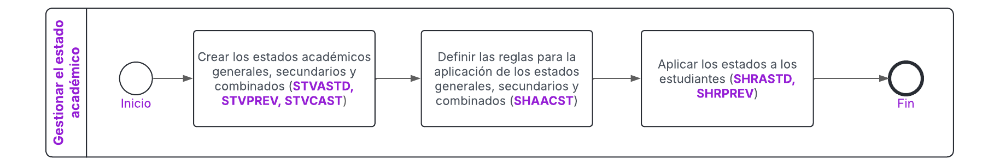 Gestionar el estado
académico
Inicio
Crear los estados académicos
generales, secundarios y
combinados (STVASTD,
STVPREV, STVCAST)
Definir las reglas para la
aplicación de los estados
generales, secundarios y
combinados (SHAACST)
Aplicar los estados a los
estudiantes (SHRASTD,
SHRPREV)
Fin